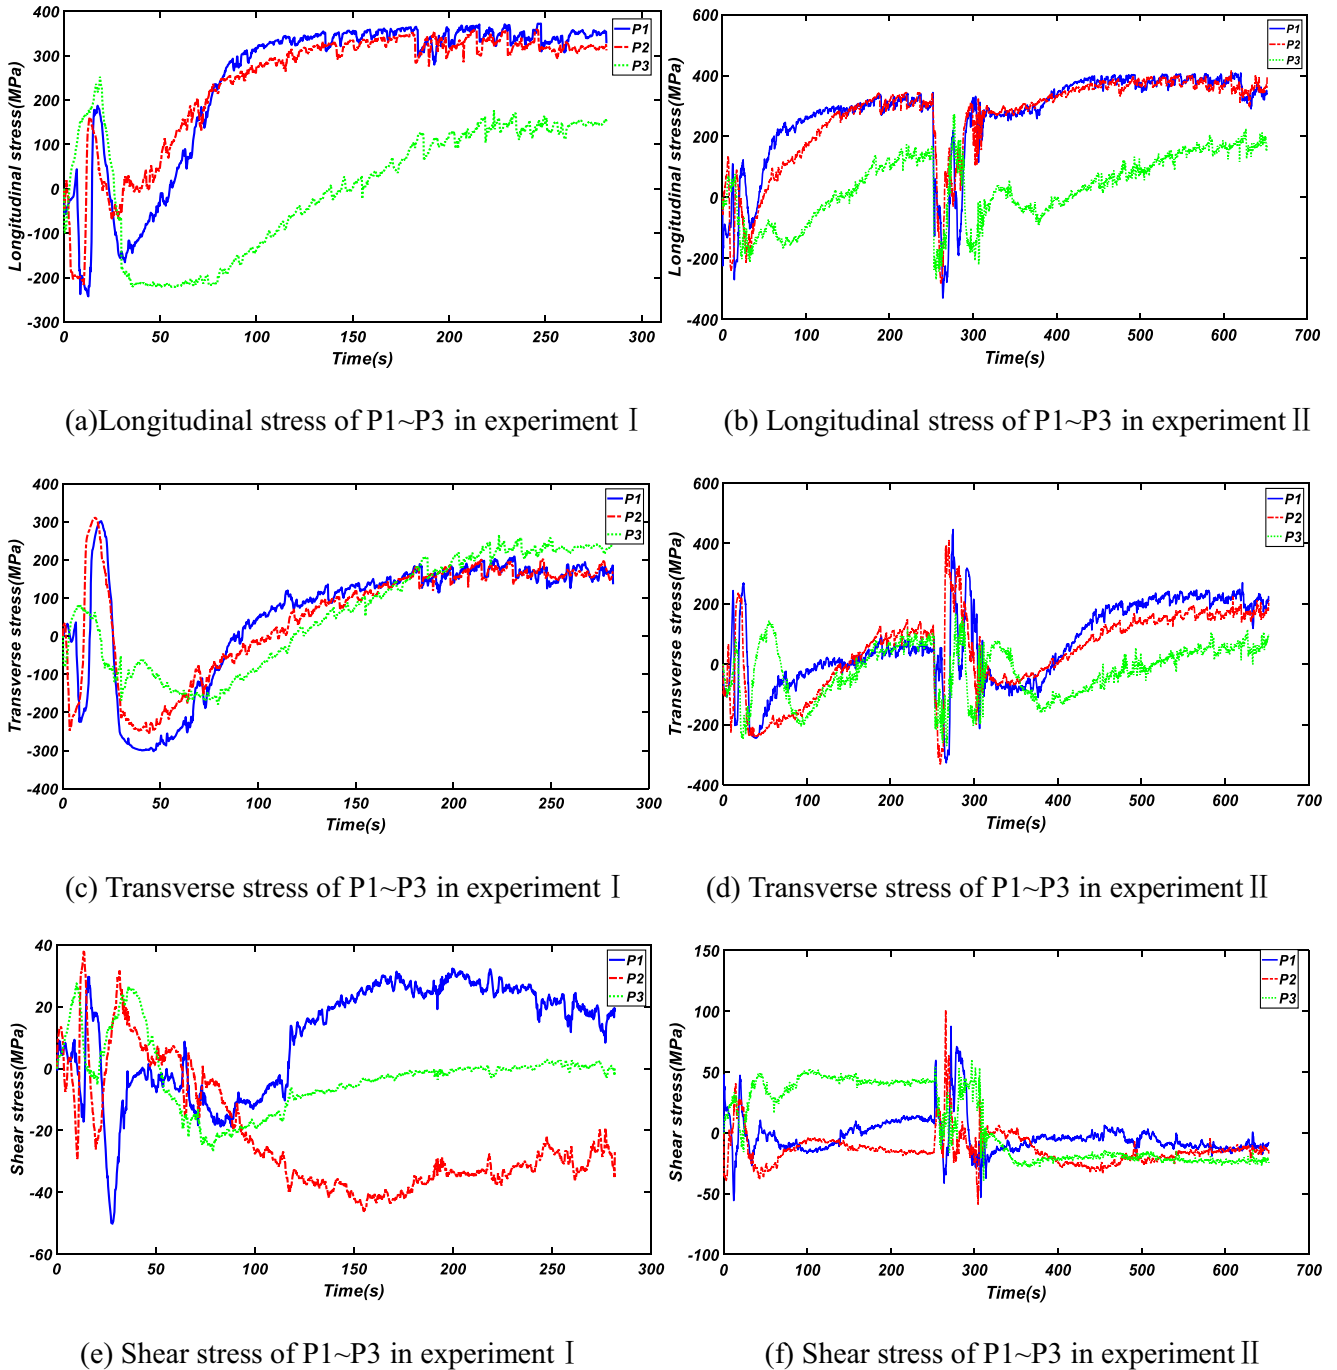 400
300
200
100
0
-100
-200
-300
Longitudinal stress(MPa)
0 50 100 150 200 250 300
Time(s)
P1
P2
P3
600
400
200
0
-200
-400
Longitudinal stress(MPa)
0 100 200 300 400 500 600 700
Time(s)
P1
P2
P3
(a)Longitudinal stress of P1~P3 in experiment Ⅰ
(b) Longitudinal stress of P1~P3 in experiment Ⅱ
400
300
200
100
0
-100
-200
-300
-400
Transverse stress(MPa)
0 50 100 150 200 250 300
Time(s)
P1
P2
P3
600
400
200
0
-200
-400
Transverse stress(MPa)
0 100 200 300 400 500 600 700
Time(s)
P1
P2
P3
(c) Transverse stress of P1~P3 in experiment Ⅰ
(d) Transverse stress of P1~P3 in experiment Ⅱ
40
20
0
-20
-40
-60
Shear stress(MPa)
0 50 100 150 200 250 300
Time(s)
P1
P2
P3
150
100
50
0
-50
-100
Shear stress(MPa)
0 100 200 300 400 500 600 700
Time(s)
P1
P2
P3
(e) Shear stress of P1~P3 in experiment Ⅰ
(f) Shear stress of P1~P3 in experiment Ⅱ